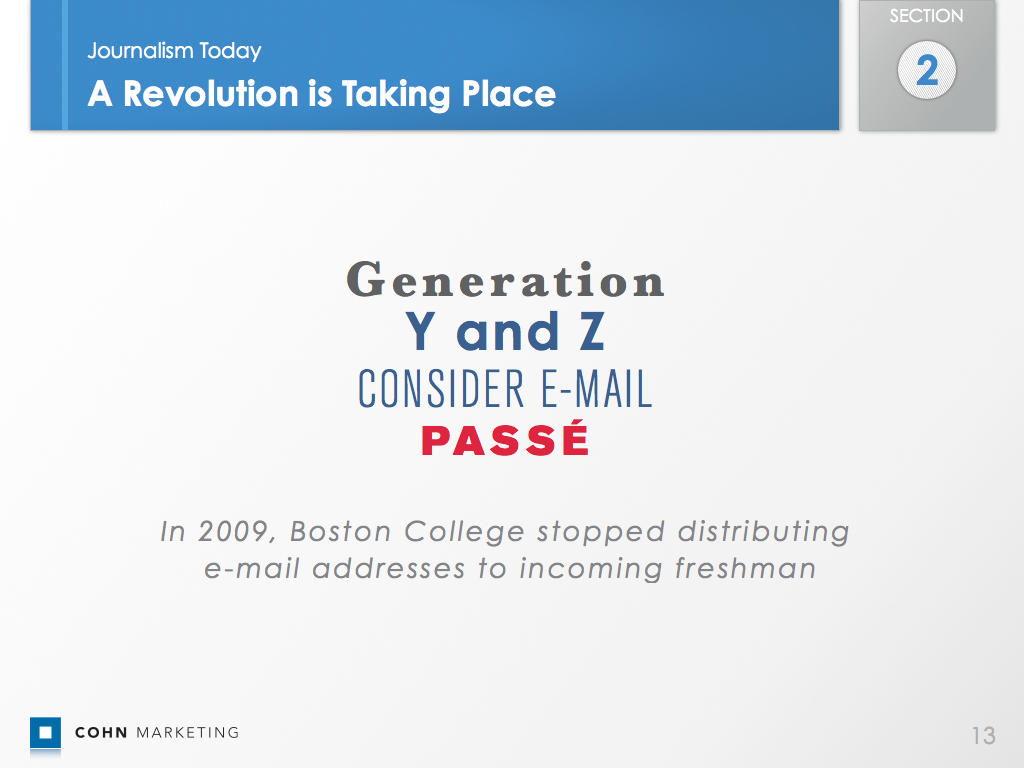 Journalism Today
A Revolution is Taking Place
SECTION
2
Generation
Y and Z
CONSIDER E-MAIL
PASSÉ
In 2009, Boston College stopped distributing
e-mail addresses to incoming freshman
COHN MARKETING
13